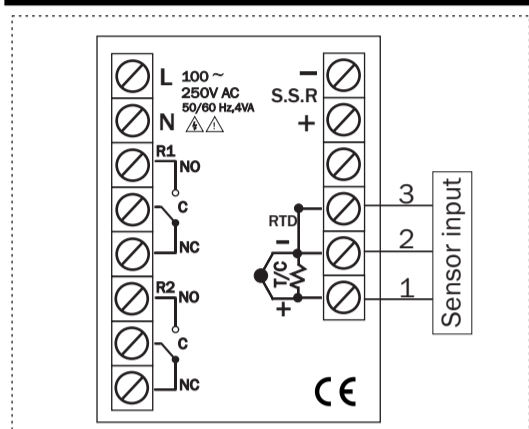 L 100 ~
250V AC
50/60 Hz,4VA
N
R1
NO
C
NC
R2
NO
C
NC
−
S.S.R
+
RTD
−
T/C
+
3
2
1
Sensor input
CE